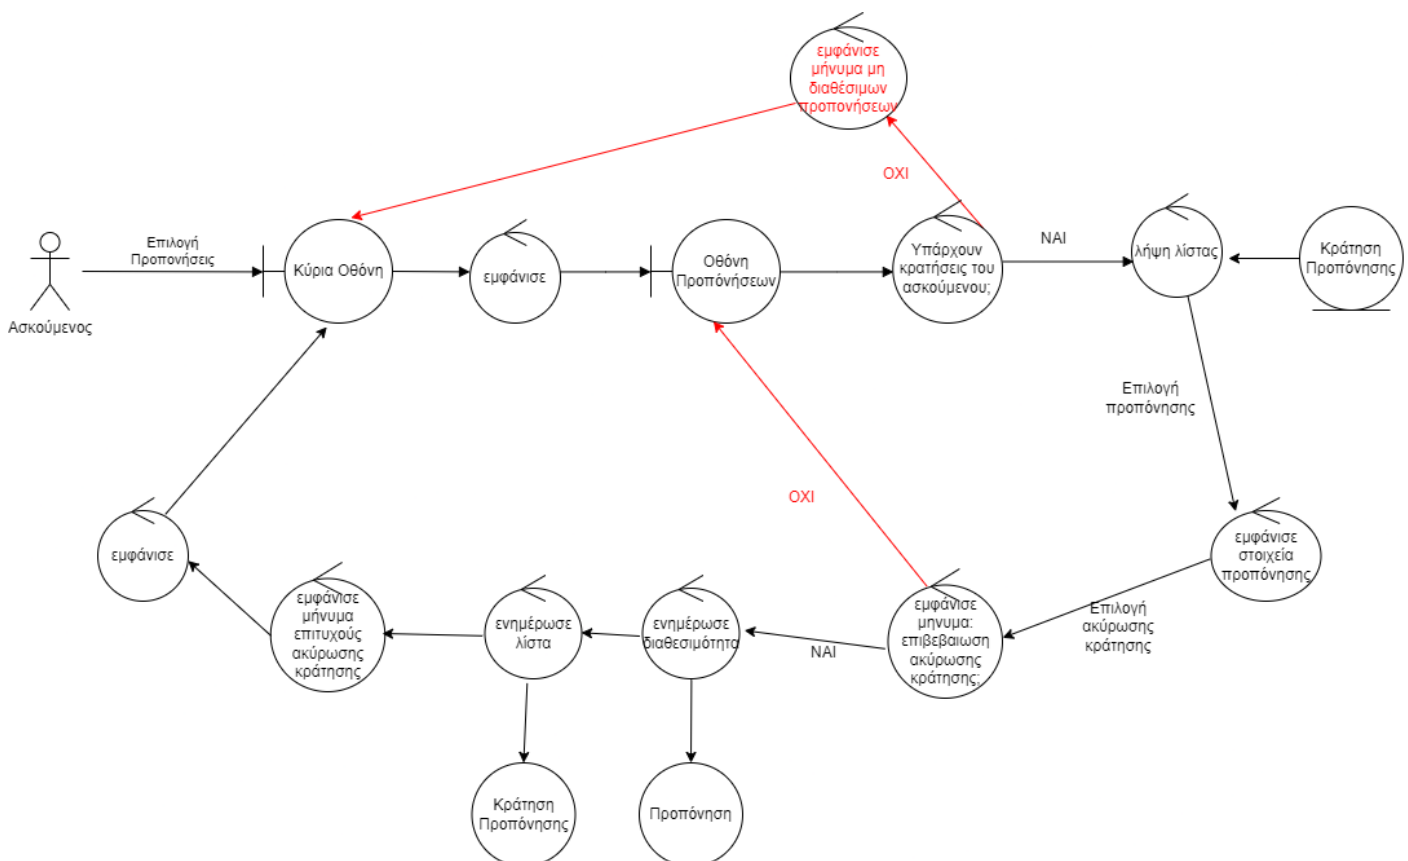 εμφάνισε
μήνυμα μη
διαθέσιμων
προπονήσεων
ΟΧΙ
Επιλογή
Προπονήσεις
Ασκούμενος
Κύρια Οθόνη
εμφάνισε
Οθόνη
Προπόνήσεων
Υπάρχουν
κρατήσεις του
ασκούμενου;
ΝΑΙ
λήψη λίστας
Κράτηση
Προπόνησης
Επιλογή
προπόνησης
ΟΧΙ
εμφάνισε
στοιχεία
προπόνησης
Επιλογή
ακύρωσης
κράτησης
εμφάνισε
μηνυμα:
επιβεβαιωση
ακύρωσης
κράτησης;
ΝΑΙ
ενημέρωσε
διαθεσιμότητα
ενημέρωσε
λίστα
εμφάνισε
μήνυμα
επιτυχούς
ακύρωσης
κράτησης
εμφάνισε
Κράτηση
Προπόνησης
Προπόνηση